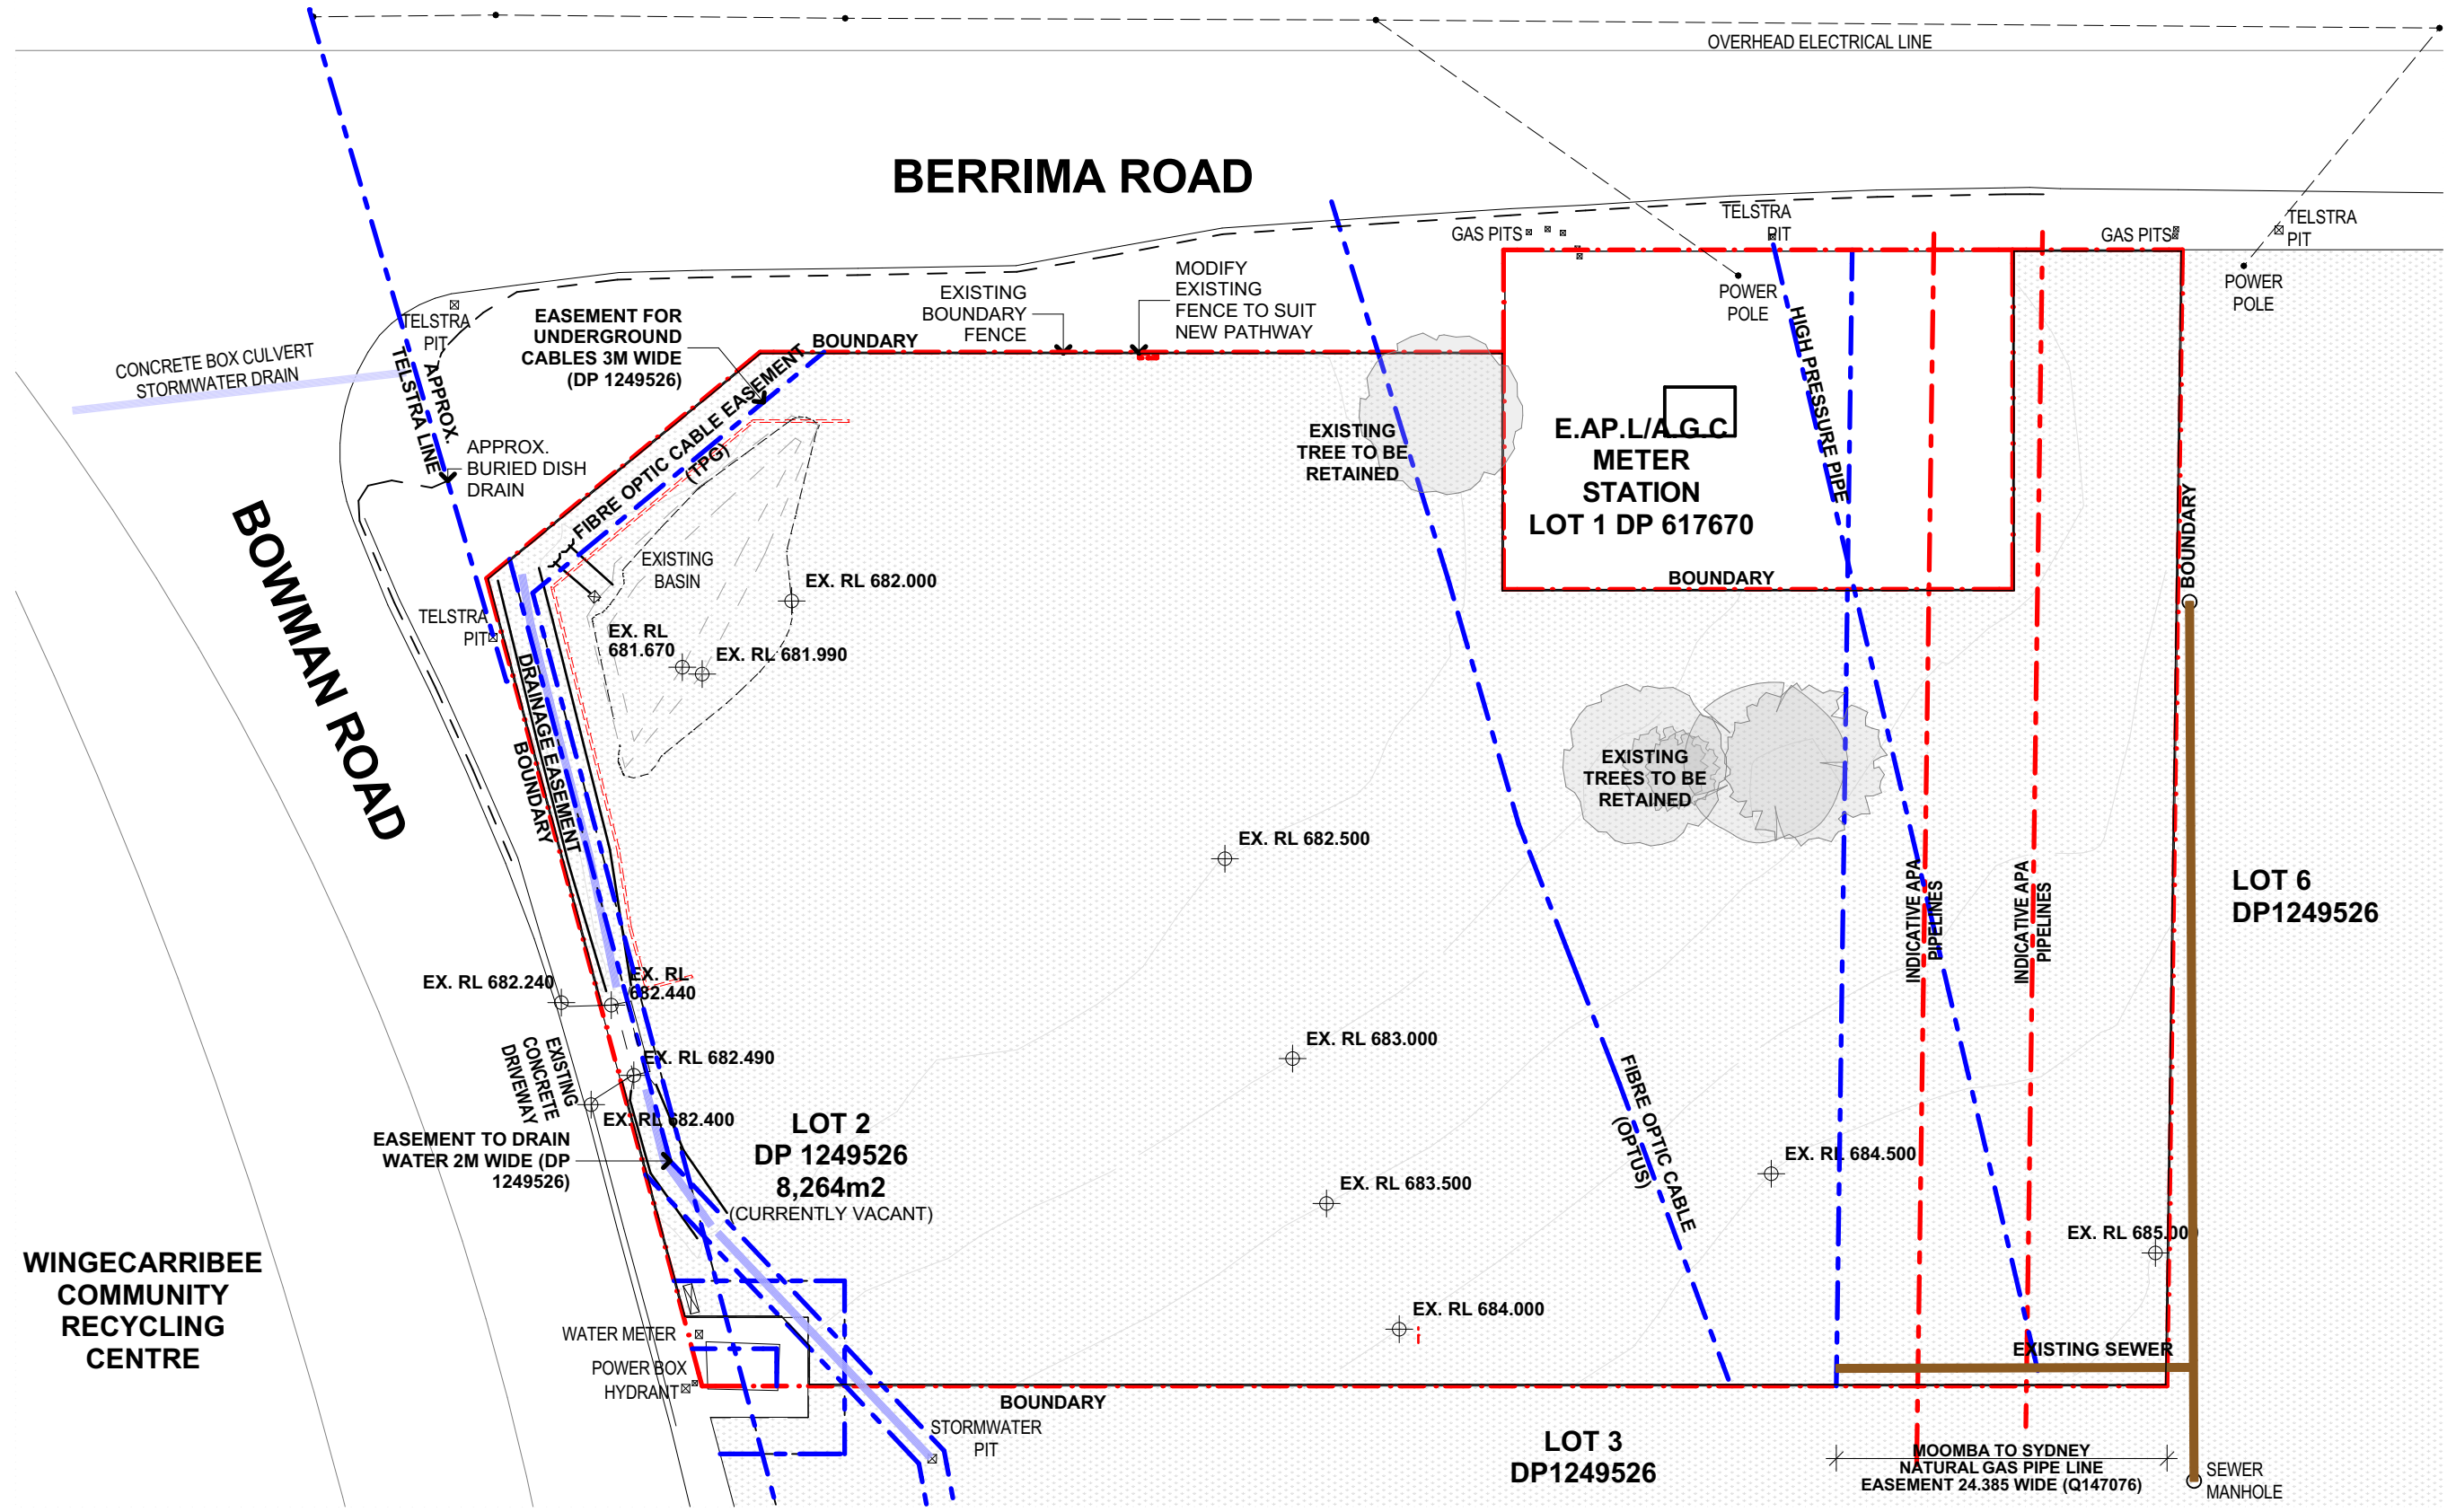 OVERHEAD ELECTRICAL LINE
BERRIMA ROAD
TELSTRA
PIT
GAS PITS
GAS PITS
TELSTRA
PIT
POWER
POLE
POWER
POLE
MODIFY
EXISTING
FENCE TO SUIT
NEW PATHWAY
EXISTING
BOUNDARY
FENCE
EASEMENT FOR
UNDERGROUND
CABLES 3M WIDE
(DP 1249526)
BOUNDARY
TELSTRA
PIT
CONCRETE BOX CULVERT
STORMWATER DRAIN
APPROX.
TELSTRA LINE
APPROX.
BURIED DISH
DRAIN
FIBRE OPTIC CABLE EASEMENT
(TPG)
HIGH PRESSURE PIPE
EXISTING
TREE TO BE
RETAINED
E.AP.L/A.G.C
METER
STATION
LOT 1 DP 617670
BOUNDARY
BOUNDARY
BOWMAN ROAD
EXISTING
BASIN
EX. RL 682.000
EX. RL
681.670
EX. RL 681.990
TELSTRA
PIT
DRAINAGE EASEMENT
BOUNDARY
EXISTING
TREES TO BE
RETAINED
EX. RL 682.500
INDICATIVE APA
PIPELINES
INDICATIVE APA
PIPELINES
LOT 6
DP1249526
EX. RL 682.240
EX. RL
682.440
EXISTING
CONCRETE
DRIVEWAY
EX. RL 682.490
EX. RL 682.400
EX. RL 683.000
FIBRE OPTIC CABLE
(OPTUS)
EASEMENT TO DRAIN
WATER 2M WIDE (DP
1249526)
LOT 2
DP 1249526
8,264m2
(CURRENTLY VACANT)
EX. RL 683.500
EX. RL 684.500
EX. RL 685.000
WINGECARRIBEE
COMMUNITY
RECYCLING
CENTRE
EX. RL 684.000
WATER METER
POWER BOX
HYDRANT
EXISTING SEWER
BOUNDARY
STORMWATER
PIT
LOT 3
DP1249526
MOOMBA TO SYDNEY
NATURAL GAS PIPE LINE
EASEMENT 24.385 WIDE (Q147076)
SEWER
MANHOLE